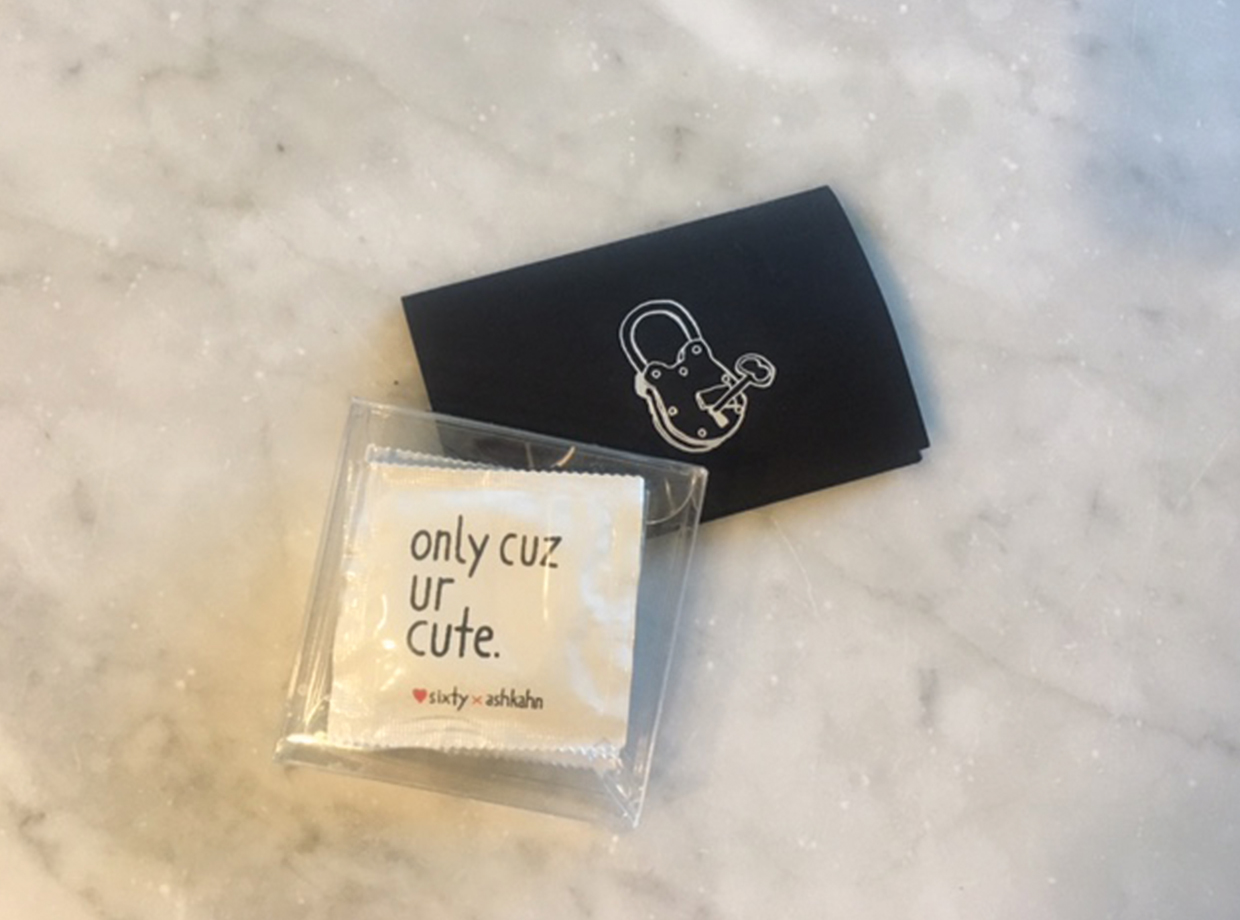 only cuz
ur
cute.
♥sixty x ashkahn